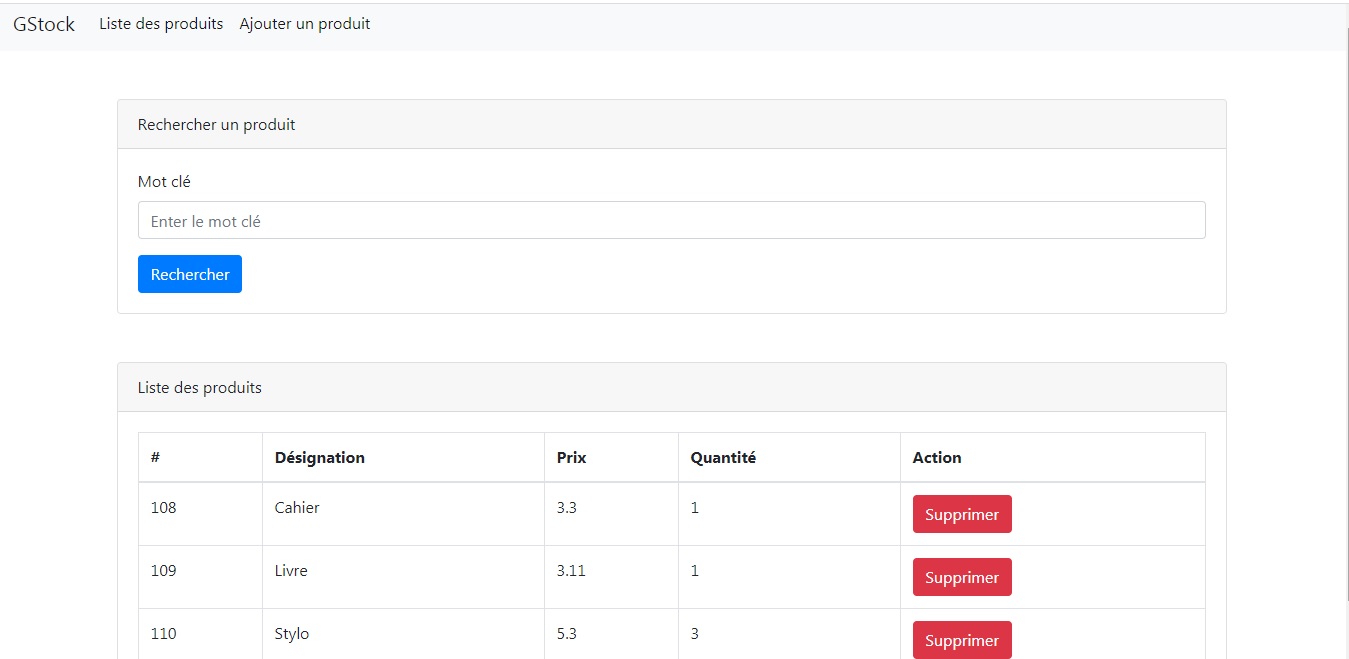 GStock Liste des produits Ajouter un produit
Rechercher un produit
Mot clé
Enter le mot clé
Rechercher
Liste des produits
# Désignation Prix Quantité Action
108 Cahier 3.3 1 Supprimer
109 Livre 3.11 1 Supprimer
110 Stylo 5.3 3 Supprimer